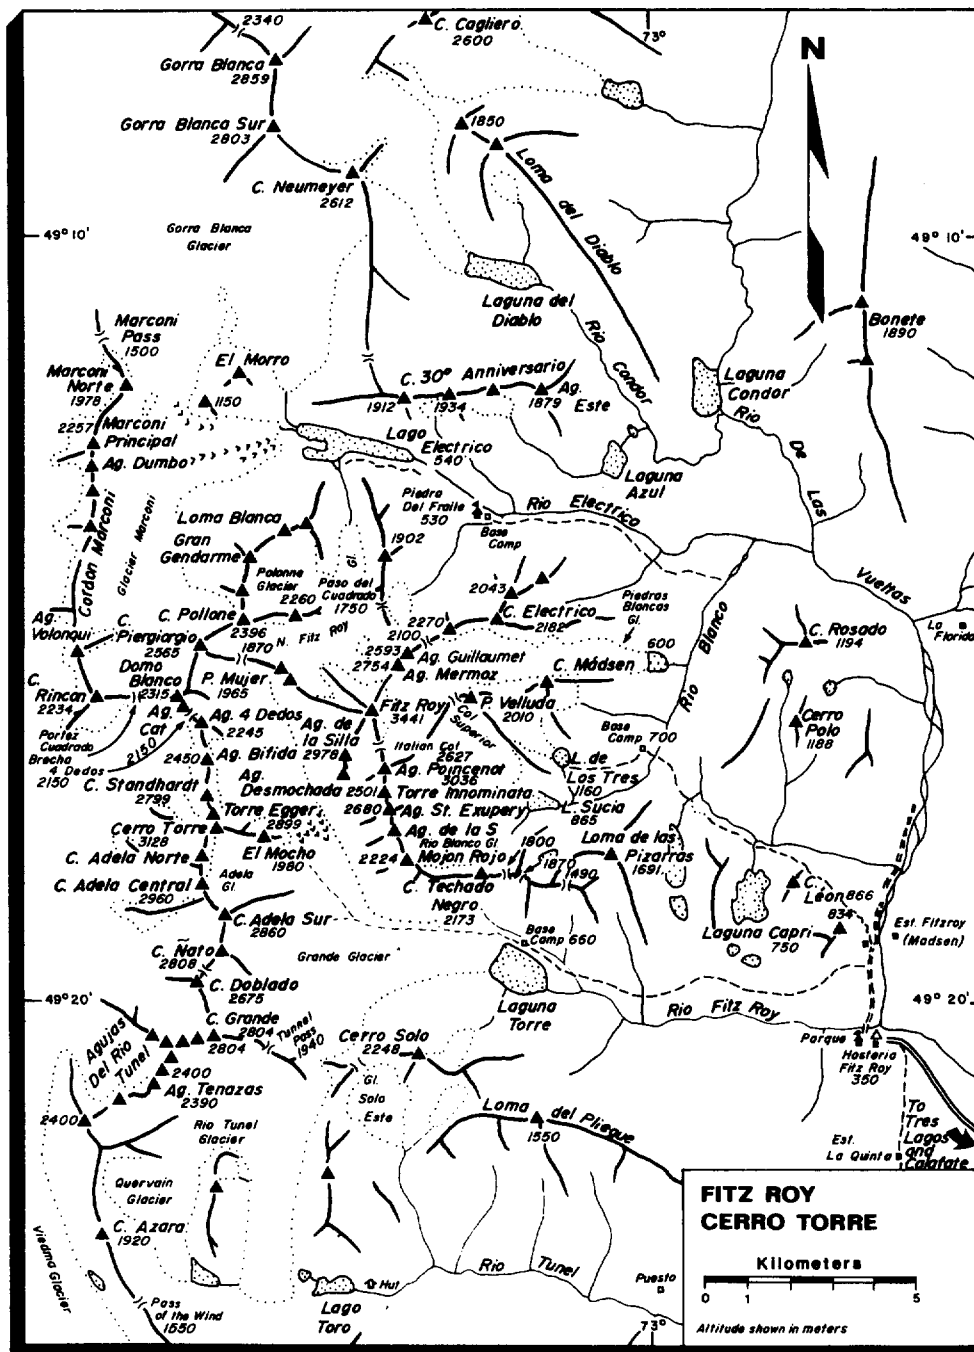 2340
C. Cagliero
2600
73°
N
Gorra Blanca
2859
Gorra Blanca Sur
2803
1850
C. Neumeyer
2612
Loma del Diablo
Gorra Blanca
Glacier
49° 10'
49° 10'
Laguna del
Diablo
Rio Condor
Bonete
1890
Marconi
Pass
1500
El Morro
Marconi
Norte
1978
1150
C. 30° Anniversario
1912
1934
1879
Ag.
Este
Laguna
Condor
2257
Marconi
Principal
Ag. Dumbo
Lago
Electrico
540
Laguna
Azul
Rio De Las Vueltas
Piedra
Del Fraile
530
Rio Electrico
Base
Camp
Cordon Marconi
Glacier Marconi
Loma Blanca
Gran
Gendarme
Gl.
1902
Polonne
Glacier
2260
Paso del
Cuadrado
1750
2043
C. Electrico
2182
Piedras
Blancas
Gl.
Rio Blanco
600
La
Florida
C. Rosado
1194
Ag.
Volonqui
C. Pollone
2396
1870
N. Fitz Roy
2270
2100
C.
Piergiorgio
2565
2593
2754
Ag. Guillaumet
Ag. Mermoz
C. Mádsen
Domo
Blanco
2315
P. Mujer
1965
C.
Rincón
2234
Fitz Roy
3441
P. Velluda
2010
Col
Superior
Cerro
Polo
1188
Ag.
Cat
2150
Ag. 4 Dedos
2245
Portez
Cuadrado
Brecha
4 Dedos
2150
Ag. de
la Silla
2978
Italian Col
2627
Base
Camp 700
2450
Ag. Bifida
Ag.
Desmochada
Ag. Poincenot
3036
L. de
Los Tres
1160
C. Standhardt
2799
2501
Torre Innominata
L. Sucia
865
Torre Egger
2899
2680
Ag. St. Exupery
Cerro Torre
3128
Ag. de la S
Rio Blanco Gl.
1800
Loma de las
Pizarras
1691
El Mocho
1980
C. Adela Norte
2224
Mojon Rojo
1870
1490
Adela
Gl.
C. Adela Central
2960
C. Techado
Negro
2173
C.
León 866
834
C. Adela Sur
2860
Laguna Capri
750
Est. Fitzroy
(Madsen)
Base
Camp 660
C. Ñato
2808
Grande Glacier
C. Doblado
2675
Laguna
Torre
Rio Fitz Roy
49° 20'
49° 20'
C. Grande
2804
2804
Tunnel
Pass
1940
Cerro Solo
2248
Parque
Hosteria
Fitz Roy
350
Agujas
Del Rio
Tunel
2400
Ag. Tenazas
2390
Gl.
Solo
Este
2400
Rio Tunel
Glacier
Loma del Pliegue
1550
To
Tres
Lagos
and
Calafate
Est.
La Quinta
Quervain
Glacier
C. Azara
1920
Viedma Glacier
Pass
of the Wind
1550
Lago
Toro
Hut
Rio Tunel
Puesto
73°
FITZ ROY
CERRO TORRE
Kilometers
0 1 5
Altitude shown in meters